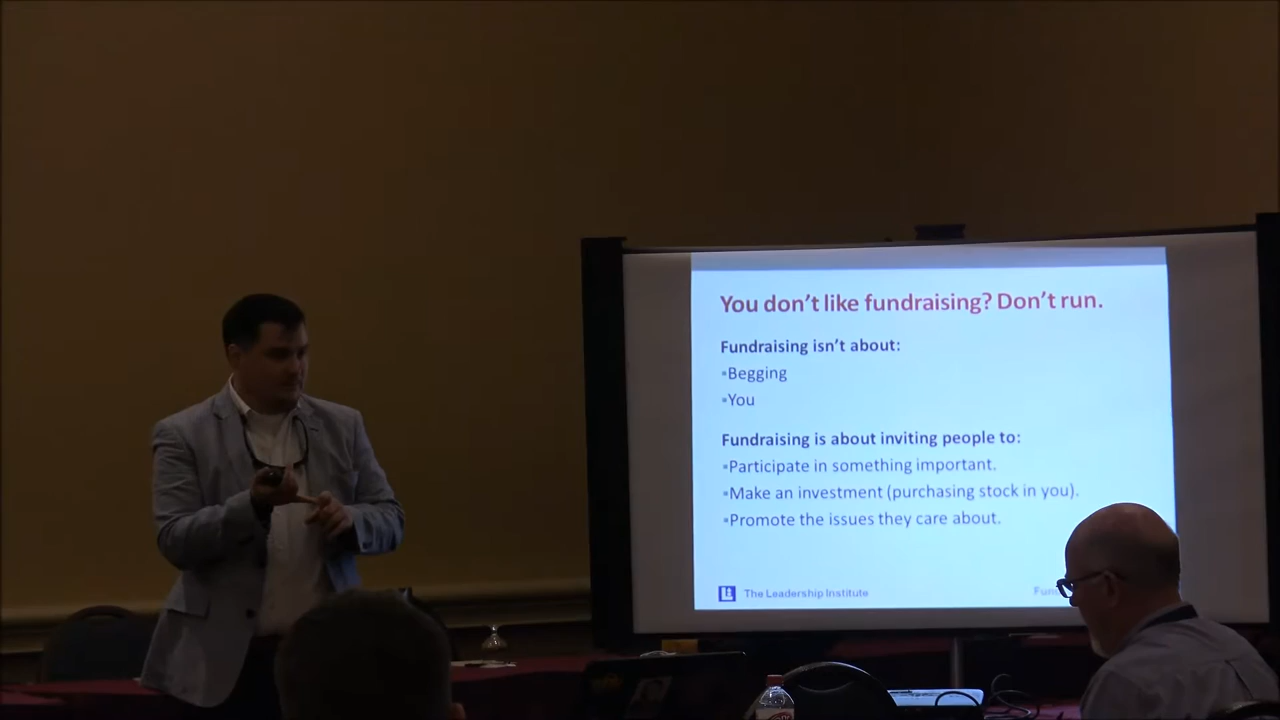 You don't like fundraising? Don't run.
Fundraising isn't about:
▪Begging
▪You
Fundraising is about inviting people to:
▪Participate in something important.
▪Make an investment (purchasing stock in you).
▪Promote the issues they care about.
The Leadership Institute